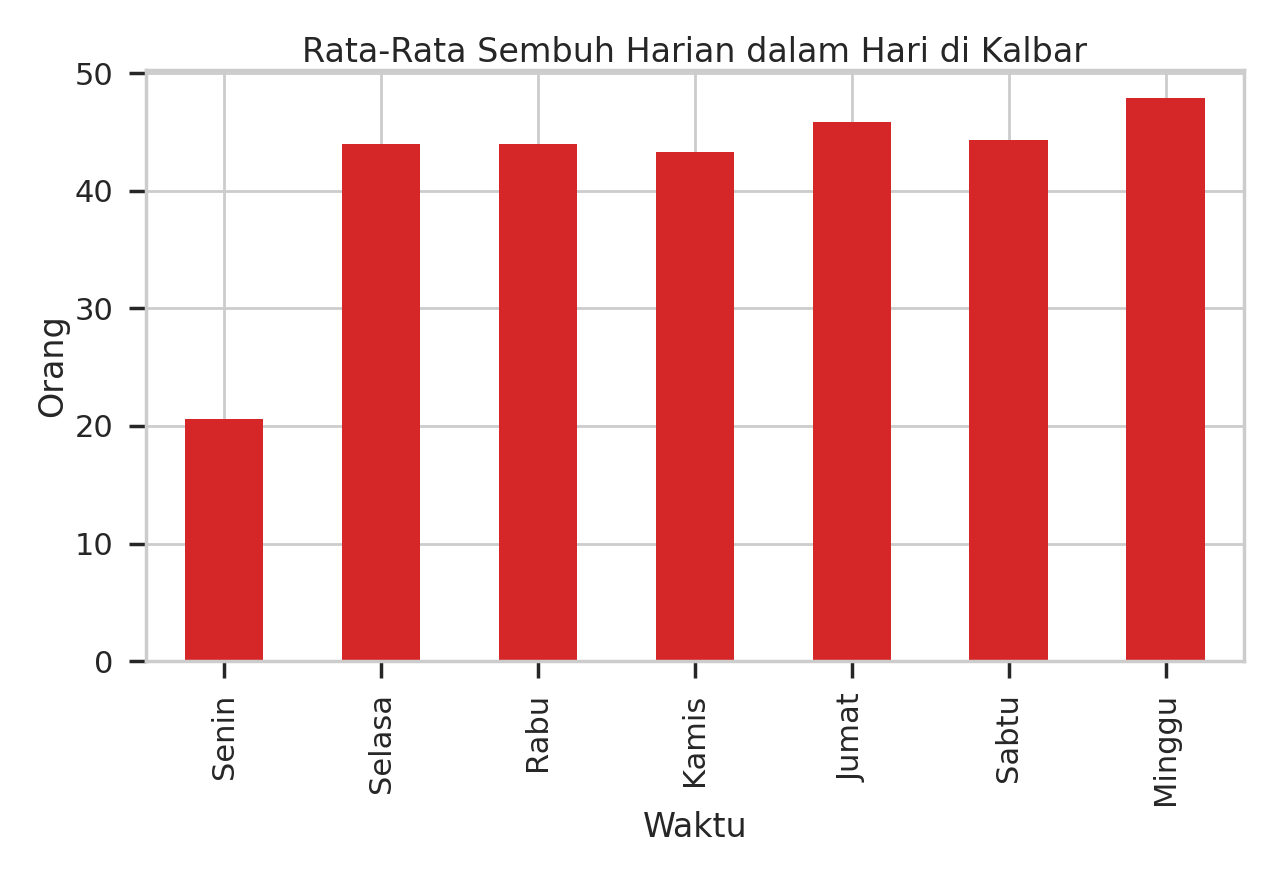 Rata-Rata Sembuh Harian dalam Hari di Kalbar
50
40
30
20
10
0
Orang
Senin
Selasa
Rabu
Kamis
Jumat
Sabtu
Minggu
Waktu